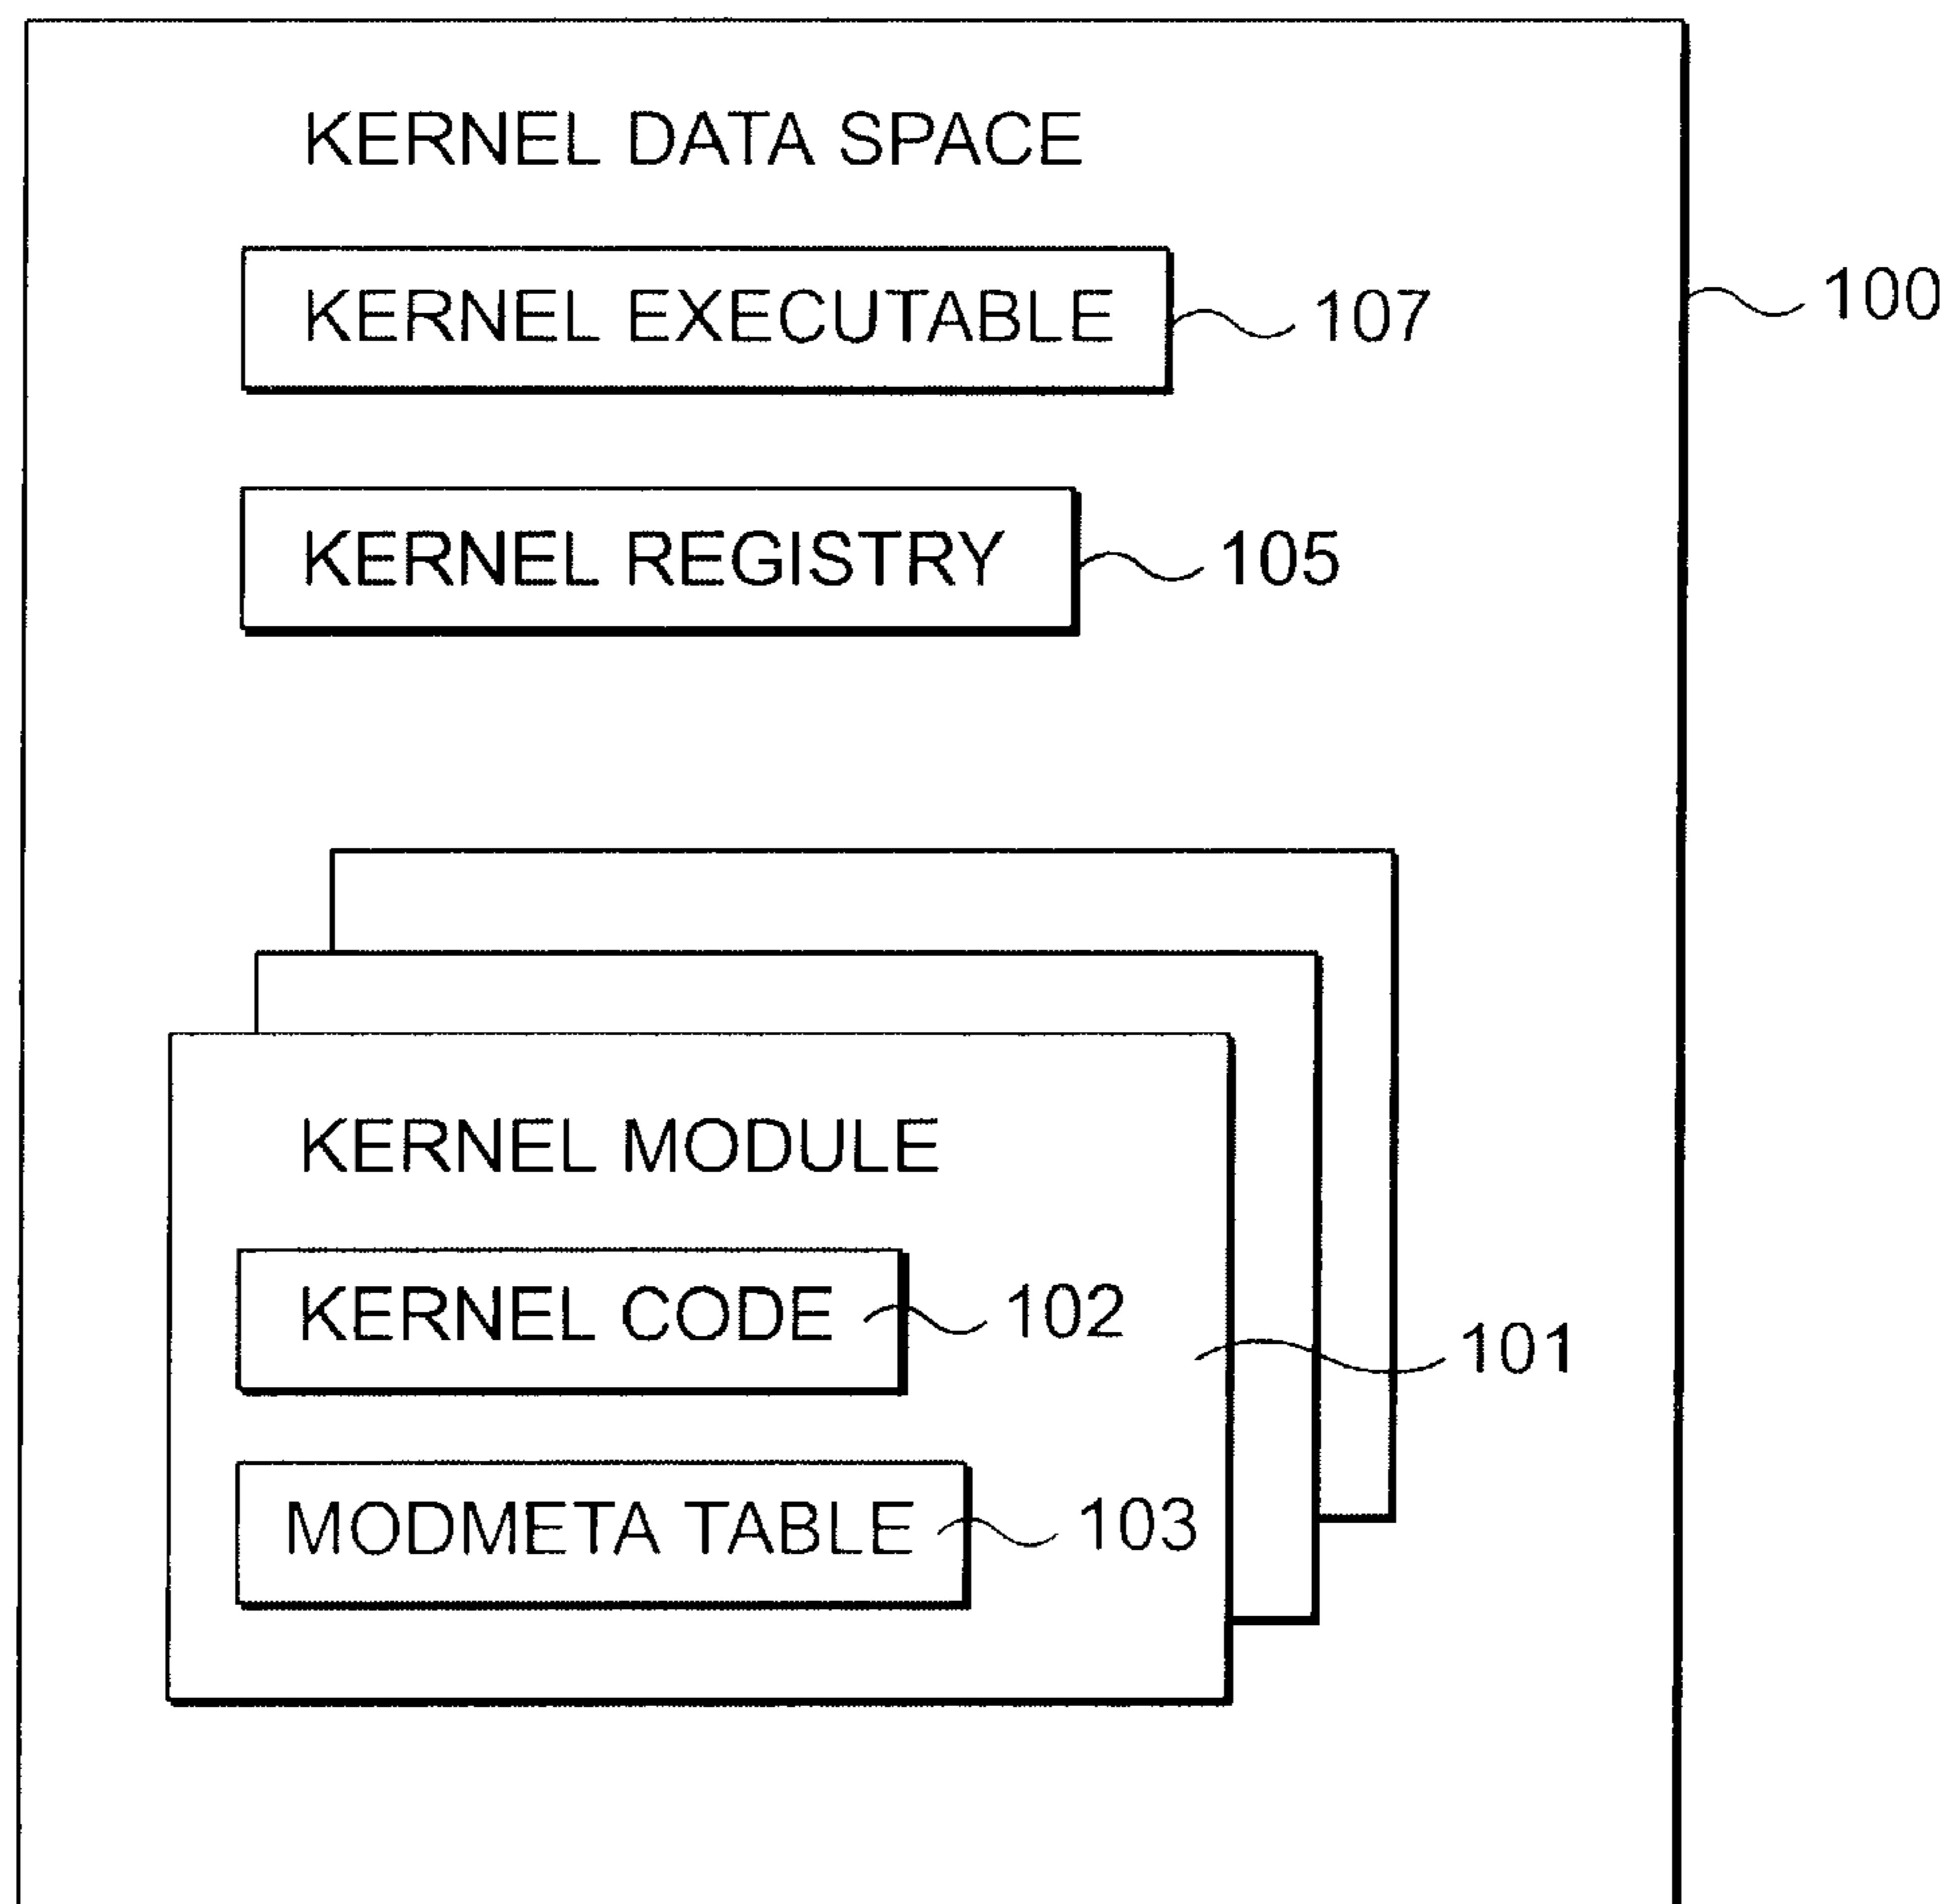 KERNEL DATA SPACE
KERNEL EXECUTABLE
107
100
KERNEL REGISTRY
105
KERNEL MODULE
KERNEL CODE
102
101
MODMETA TABLE
103